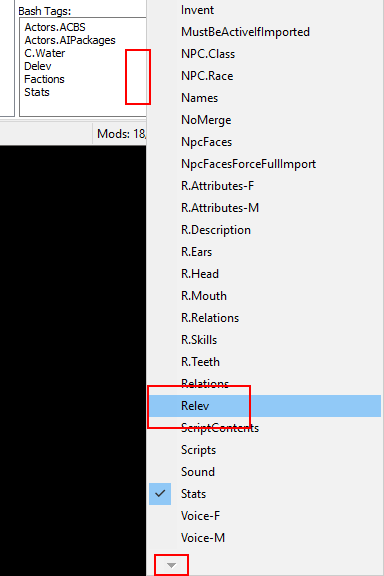 Bash Tags:
Actors.ACBS
Actors.AIPackages
C.Water
Delev
Factions
Stats
Mods: 18,
Invent
MustBeActiveIfImported
NPC.Class
NPC.Race
Names
NoMerge
NpcFaces
NpcFacesForceFullImport
R.Attributes-F
R.Attributes-M
R.Description
R.Ears
R.Head
R.Mouth
R.Relations
R.Skills
R.Teeth
Relations
Relev
ScriptContents
Scripts
Sound
Stats
Voice-F
Voice-M